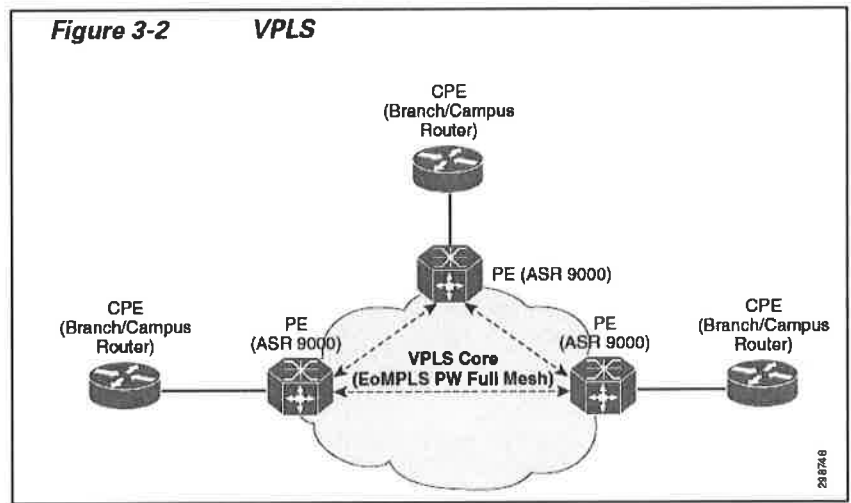 Figure 3-2 VPLS
CPE
(Branch/Campus
Router)
PE (ASR 9000)
CPE
(Branch/Campus
Router)
PE
(ASR 9000)
PE
(ASR 9000)
CPE
(Branch/Campus
Router)
VPLS Core
(EoMPLS PW Full Mesh)
298748